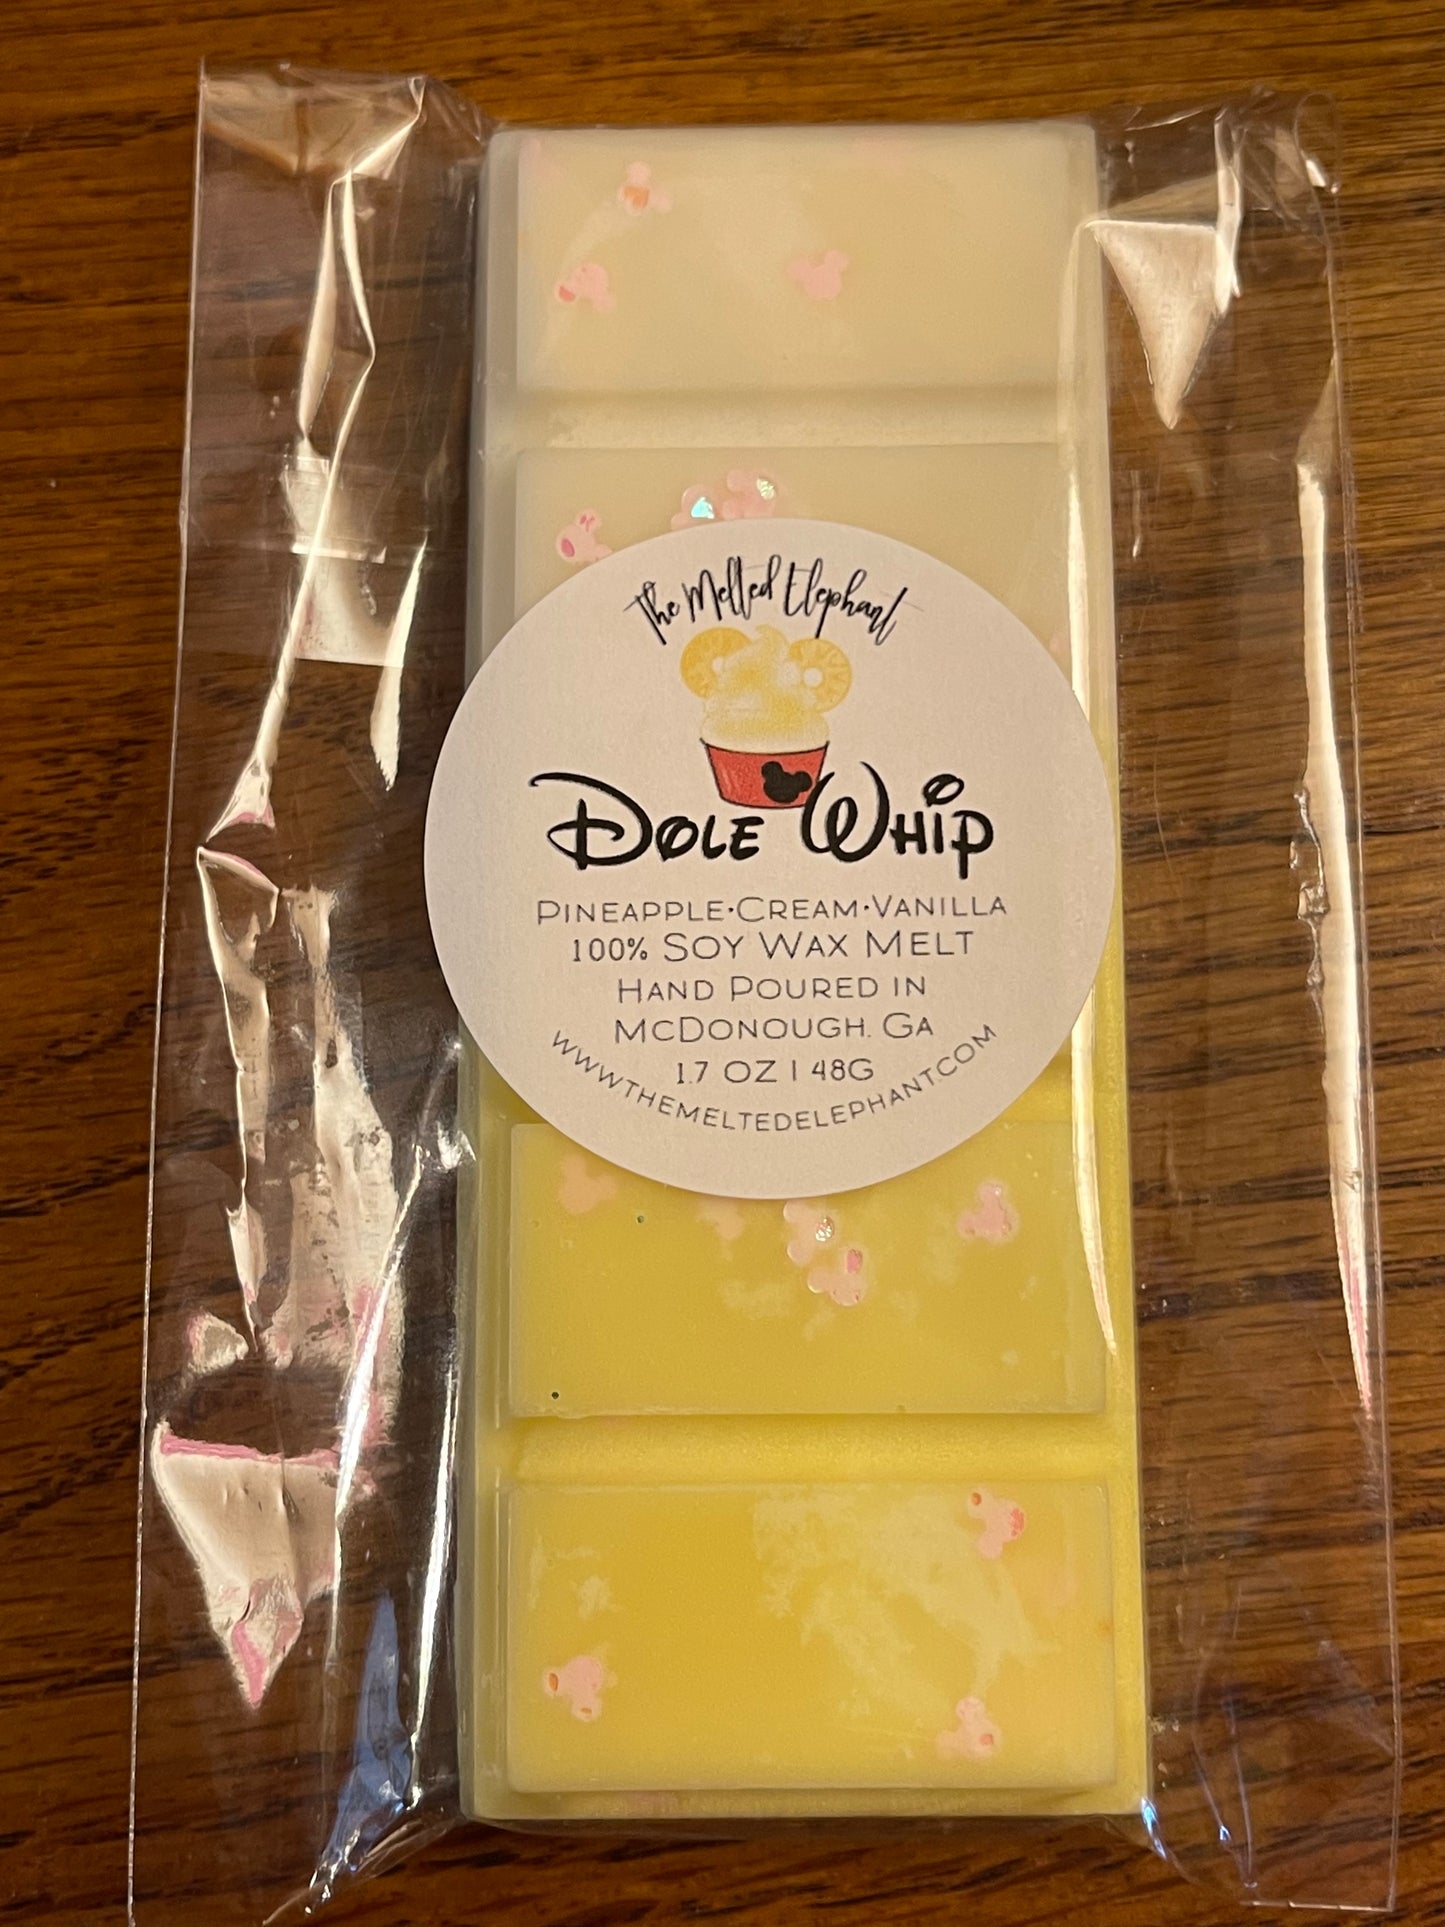 The Melted Elephant
Dole Whip
Pineapple•Cream•Vanilla
100% Soy Wax Melt
Hand Poured in
McDonough, Ga
1.7 oz | 48g
www.themeltedelephant.com